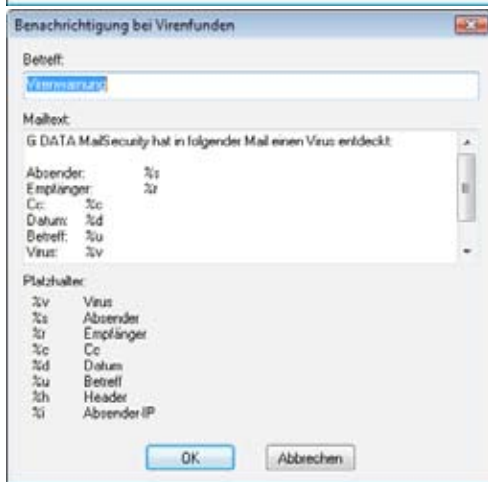 Benachrichtigung bei Virenfunden
Betreff:
Virenwarnung
Mailtext:
G DATA MailSecurity hat in folgender Mail einen Virus entdeckt:
Absender: %s
Empfänger: %r
Cc: %c
Datum: %d
Betreff: %u
Virus: %v
Platzhalter:
%v Virus
%s Absender
%r Empfänger
%c Cc
%d Datum
%u Betreff
%h Header
%i Absender-IP
OK Abbrechen